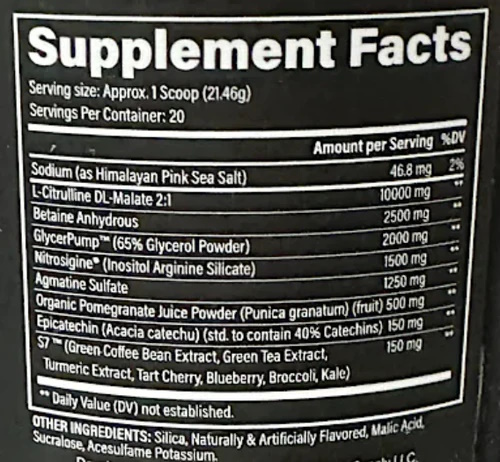 Supplement Facts
Serving size: Approx. 1 Scoop (21.46g)
Servings Per Container: 20
Amount per Serving %DV
Sodium (as Himalayan Pink Sea Salt) 46.8 mg 2%
L-Citrulline DL-Malate 2:1 10000 mg **
Betaine Anhydrous 2500 mg **
GlycerPump™ (65% Glycerol Powder) 2000 mg **
Nitrosigine® (Inositol Arginine Silicate) 1500 mg **
Agmatine Sulfate 1250 mg **
Organic Pomegranate Juice Powder (Punica granatum) (fruit) 500 mg **
Epicatechin (Acacia catechu) (std. to contain 40% Catechins) 150 mg **
S7™ (Green Coffee Bean Extract, Green Tea Extract, 150 mg **
Turmeric Extract, Tart Cherry, Blueberry, Broccoli, Kale)
** Daily Value (DV) not established.
OTHER INGREDIENTS: Silica, Naturally & Artificially Flavored, Malic Acid,
Sucralose, Acesulfame Potassium.